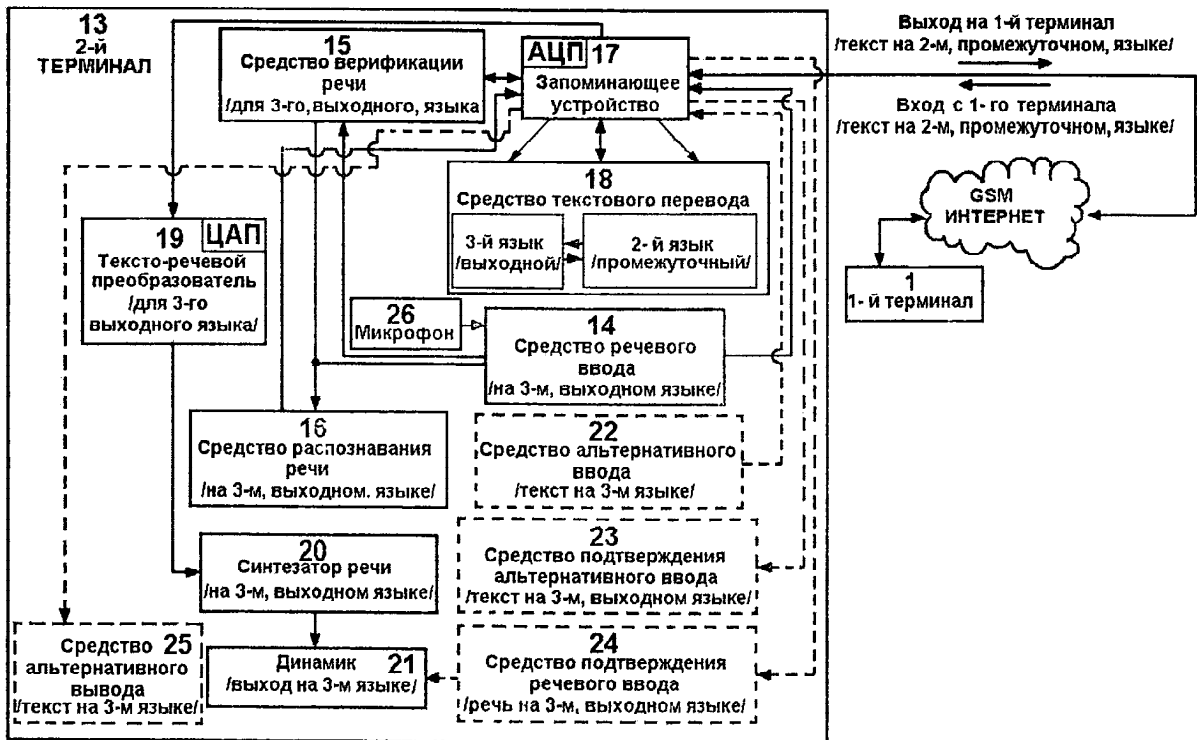 13
2-й
ТЕРМИНАЛ
15
Средство верификации
речи
/для 3-го, выходного, языка
АЦП 17
Запоминающее
устройство
Выход на 1-й терминал
/текст на 2-м, промежуточном, языке/
Вход с 1- го терминала
/текст на 2-м, промежуточном, языке/
GSM
ИНТЕРНЕТ
1
1- й терминал
18
Средство текстового перевода
3-й язык
/выходной/
2- й язык
/промежуточный/
19 ЦАП
Тексто-речевой
преобразователь
/для 3-го
выходного языка/
26
Микрофон
14
Средство речевого
ввода
/на 3-м, выходном языке/
16
Средство распознавания
речи
/на 3-м, выходном. языке/
22
Средство альтернативного
ввода
/текст на 3-м языке/
20
Синтезатор речи
/на 3-м, выходном языке/
23
Средство подтверждения
альтернативного ввода
/текст на 3-м, выходном языке/
Средство 25
альтернативного
вывода
/текст на 3-м языке/
Динамик 21
/выход на 3-м языке/
24
Средство подтверждения
речевого ввода
/речь на 3-м, выходном языке/